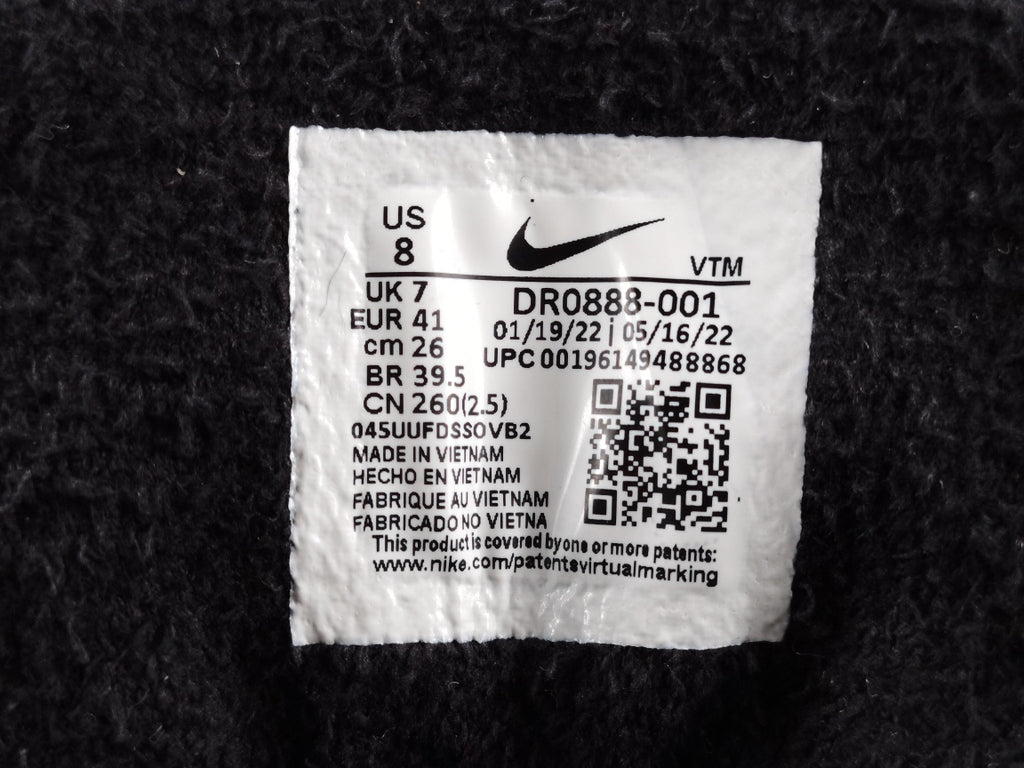 US
8
VTM
UK 7
DR0888-001
EUR 41
01/19/22 | 05/16/22
cm 26
UPC 00196149488868
BR 39.5
CN 260(2.5)
045UUFDSSOVB2
MADE IN VIETNAM
HECHO EN VIETNAM
FABRIQUE AU VIETNAM
FABRICADO NO VIETNA
This product is covered by one or more patents:
www.nike.com/patentsvirtualmarking